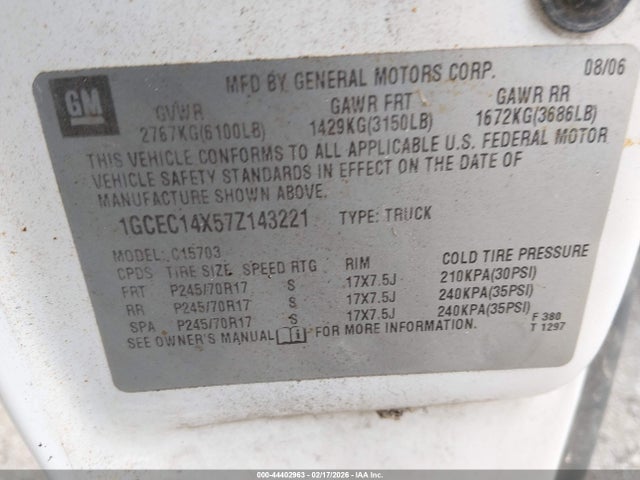 GM
MFD BY GENERAL MOTORS CORP. 08/06
GVWR GAWR FRT GAWR RR
2767KG(6100LB) 1429KG(3150LB) 1672KG(3686LB)
THIS VEHICLE CONFORMS TO ALL APPLICABLE U.S. FEDERAL MOTOR
VEHICLE SAFETY STANDARDS IN EFFECT ON THE DATE OF
MANUFACTURE SHOWN ABOVE.
1GCEC14X57Z143221 TYPE: TRUCK
MODEL: C15703
CPDS TIRE SIZE SPEED RTG RIM COLD TIRE PRESSURE
FRT P245/70R17 S 17X7.5J 210KPA(30PSI)
RR P245/70R17 S 17X7.5J 240KPA(35PSI)
SPA P245/70R17 S 17X7.5J 240KPA(35PSI)
SEE OWNER'S MANUAL FOR MORE INFORMATION.
F 380
T 1297
000-44402963 - 02/17/2026 - IAA Inc.